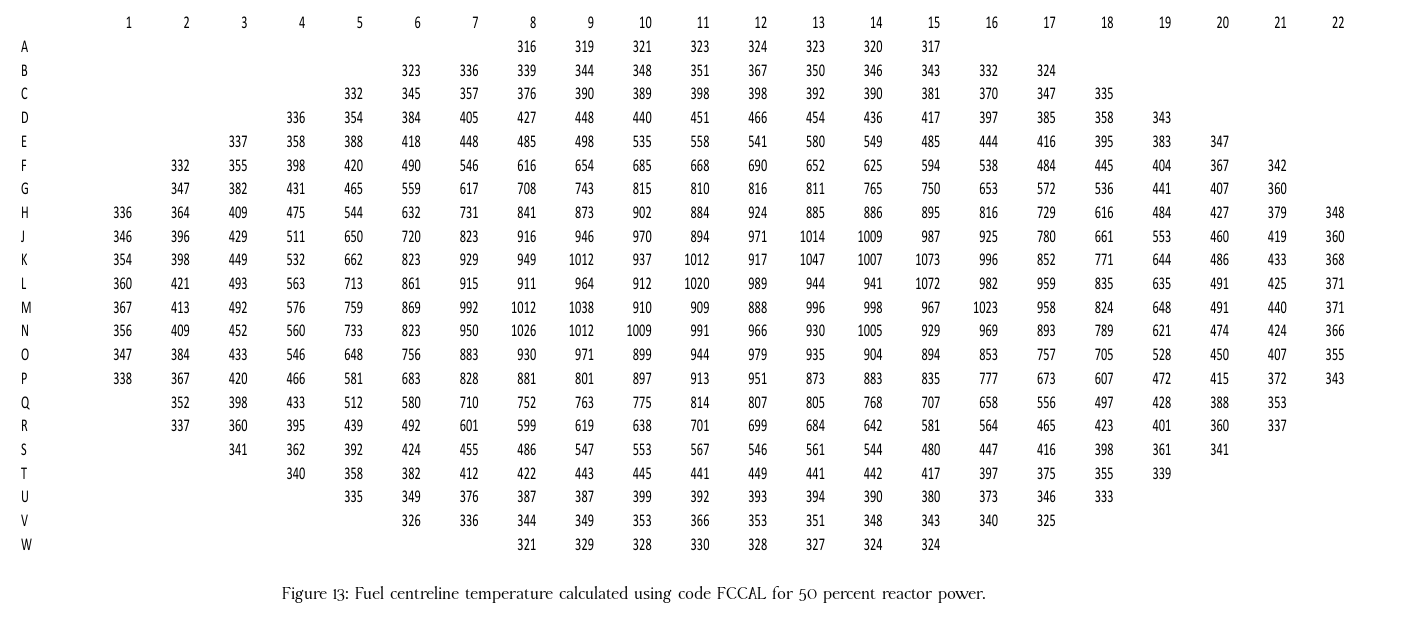 1 2 3 4 5 6 7 8 9 10 11 12 13 14 15 16 17 18 19 20 21 22
A 316 319 321 323 324 323 320 317
B 323 336 339 344 348 351 367 350 346 343 332 324
C 332 345 357 376 390 389 398 398 392 390 381 370 347 335
D 336 354 384 405 427 448 440 451 466 454 436 417 397 385 358 343
E 337 358 388 418 448 485 498 535 558 541 580 549 485 444 416 395 383 347
F 332 355 398 420 490 546 616 654 685 668 690 652 625 594 538 484 445 404 367 342
G 347 382 431 465 559 617 708 743 815 810 816 811 765 750 653 572 536 441 407 360
H 336 364 409 475 544 632 731 841 873 902 884 924 885 886 895 816 729 616 484 427 379 348
J 346 396 429 511 650 720 823 916 946 970 894 971 1014 1009 987 925 780 661 553 460 419 360
K 354 398 449 532 662 823 929 949 1012 937 1012 917 1047 1007 1073 996 852 771 644 486 433 368
L 360 421 493 563 713 861 915 911 964 912 1020 989 944 941 1072 982 959 835 635 491 425 371
M 367 413 492 576 759 869 992 1012 1038 910 909 888 996 998 967 1023 958 824 648 491 440 371
N 356 409 452 560 733 823 950 1026 1012 1009 991 966 930 1005 929 969 893 789 621 474 424 366
O 347 384 433 546 648 756 883 930 971 899 944 979 935 904 894 853 757 705 528 450 407 355
P 338 367 420 466 581 683 828 881 801 897 913 951 873 883 835 777 673 607 472 415 372 343
Q 352 398 433 512 580 710 752 763 775 814 807 805 768 707 658 556 497 428 388 353
R 337 360 395 439 492 601 599 619 638 701 699 684 642 581 564 465 423 401 360 337
S 341 362 392 424 455 486 547 553 567 546 561 544 480 447 416 398 361 341
T 340 358 382 412 422 443 445 441 449 441 442 417 397 375 355 339
U 335 349 376 387 387 399 392 393 394 390 380 373 346 333
V 326 336 344 349 353 366 353 351 348 343 340 325
W 321 329 328 330 328 327 324 324
Figure 13: Fuel centreline temperature calculated using code FCCAL for 50 percent reactor power.